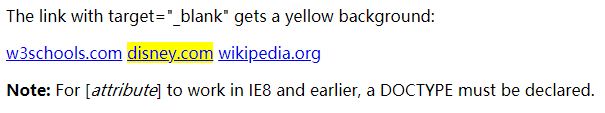 The link with target="_blank" gets a yellow background:
w3schools.com disney.com wikipedia.org
Note: For [attribute] to work in IE8 and earlier, a DOCTYPE must be declared.